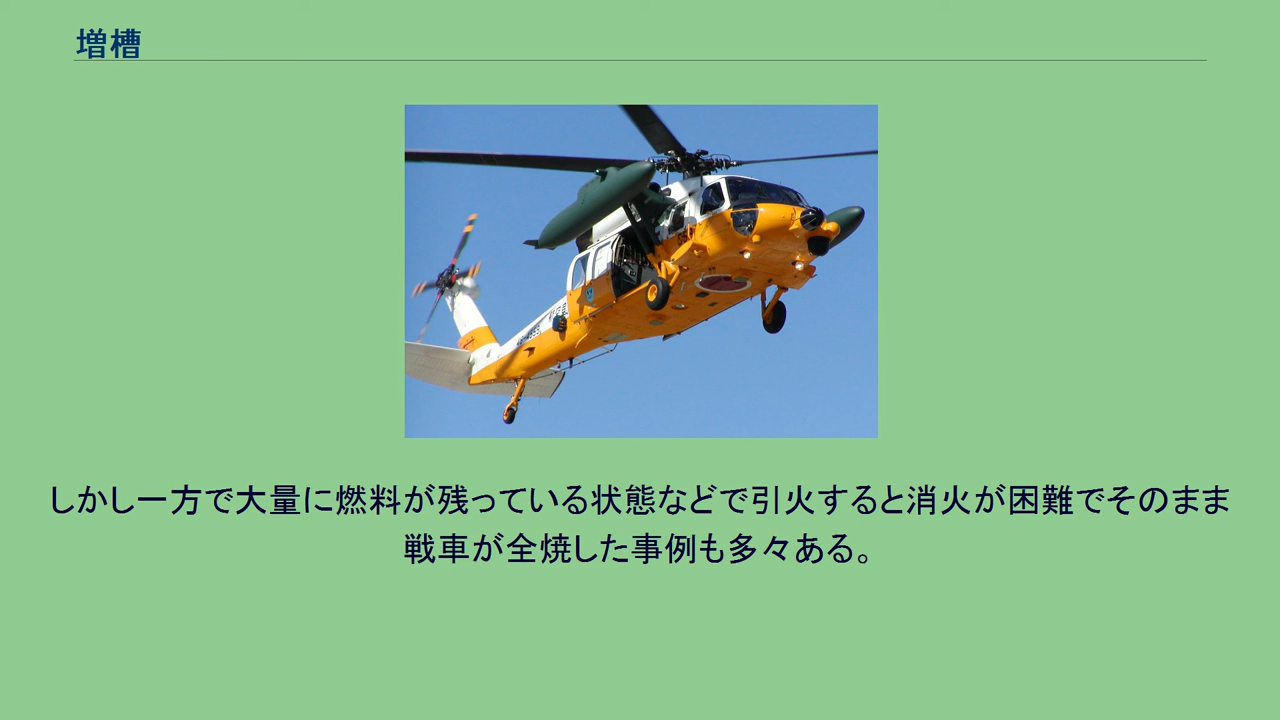 増槽
しかし一方で大量に燃料が残っている状態などで引火すると消火が困難でそのまま
戦車が全焼した事例も多々ある。